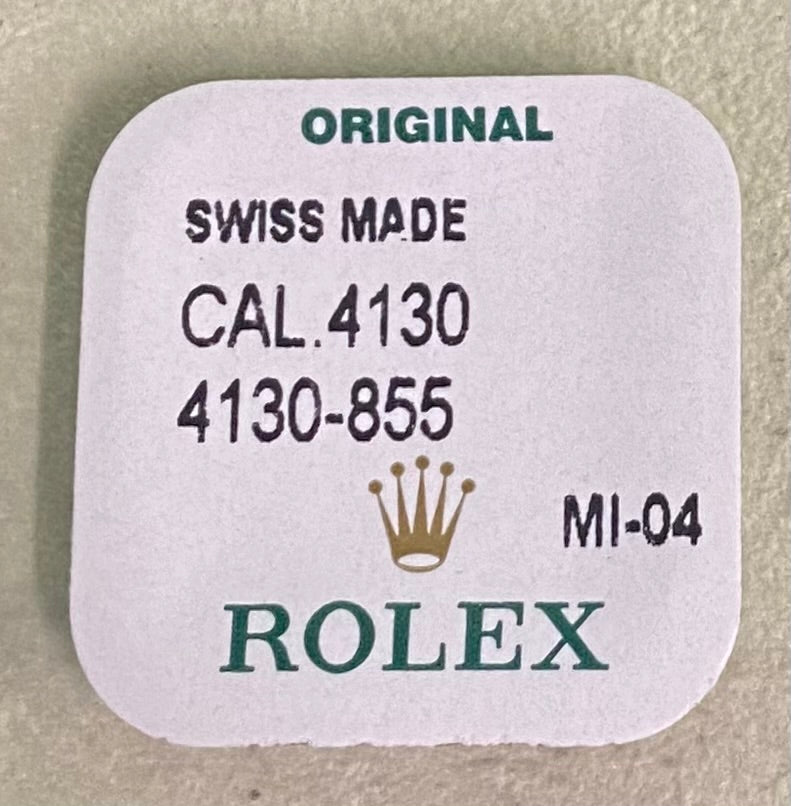 ORIGINAL
SWISS MADE
CAL.4130
4130-855
MI-04
ROLEX